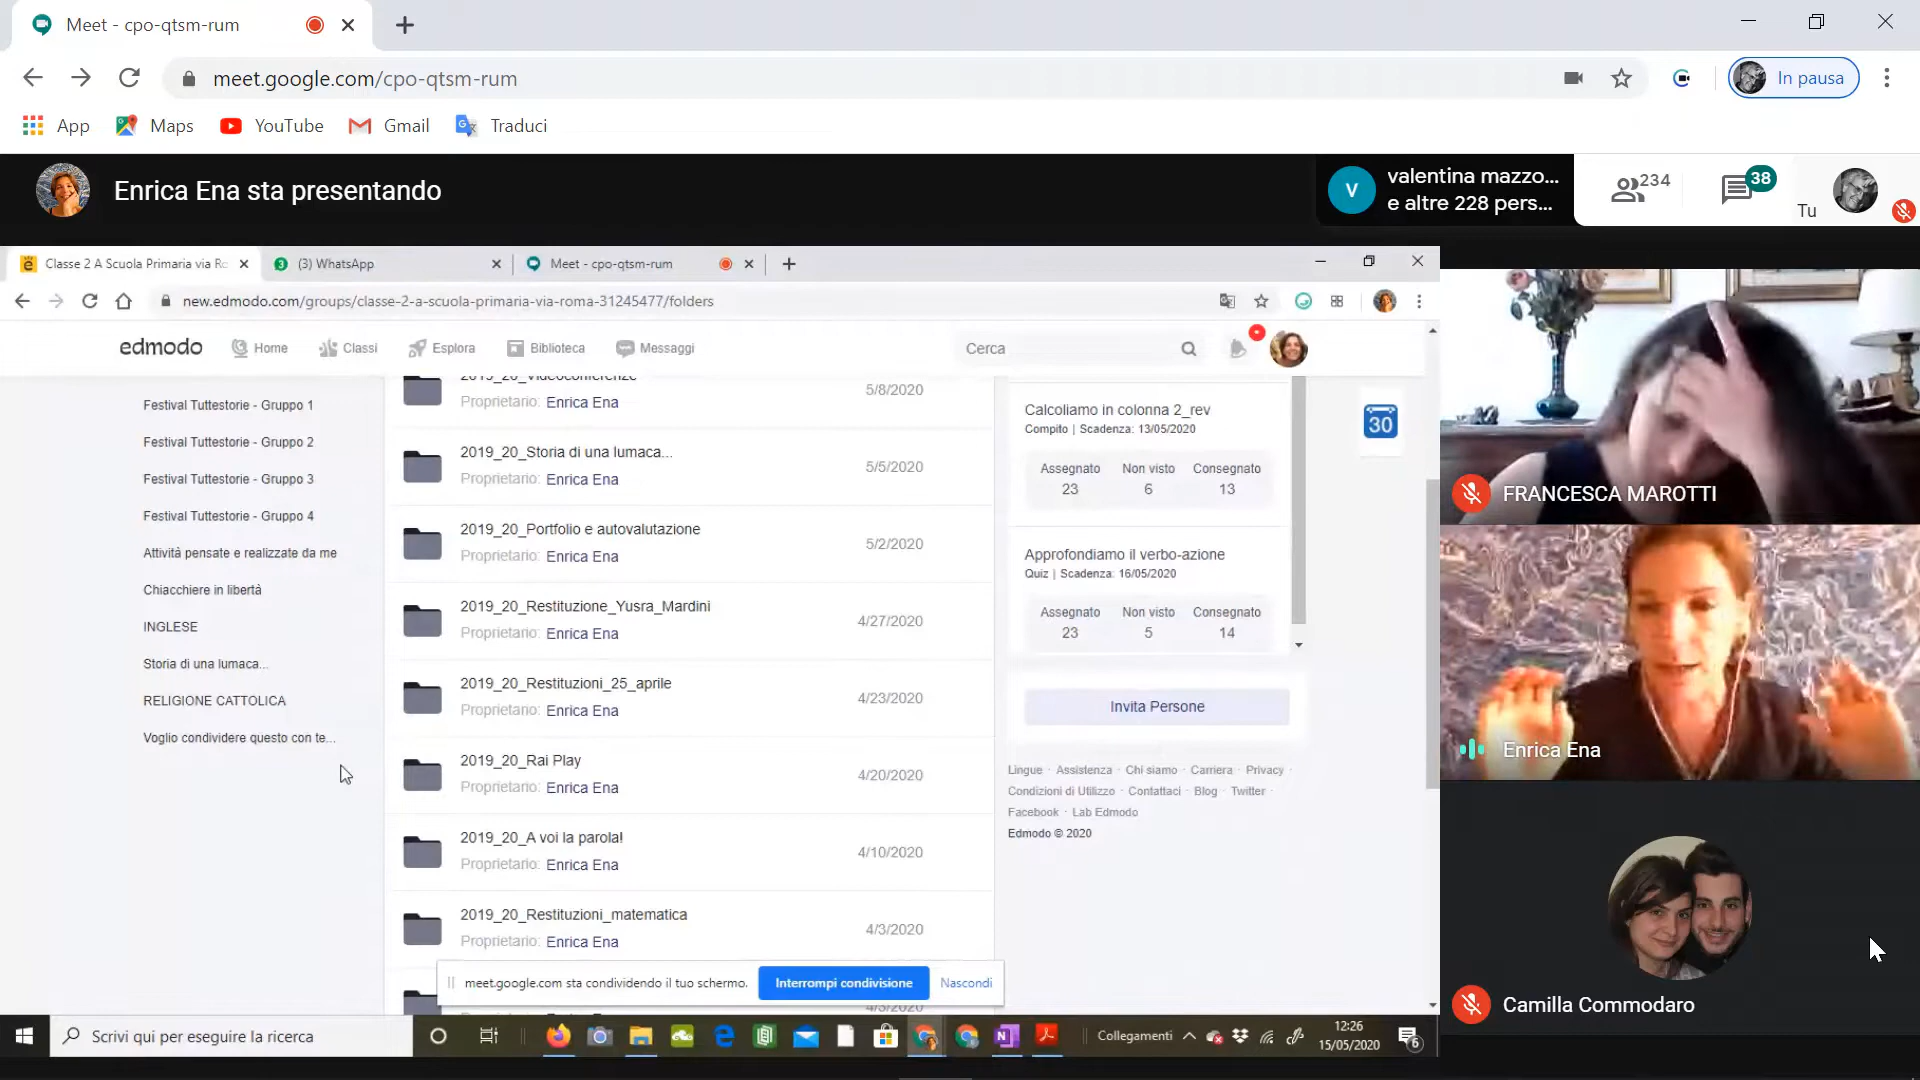 Meet - cpo-qtsm-rum
meet.google.com/cpo-qtsm-rum
In pausa
App
Maps
YouTube
Gmail
Traduci
Enrica Ena sta presentando
V
valentina mazzo...
e altre 228 pers...
234
38
Tu
Classe 2 A Scuola Primaria via Ro
(3) WhatsApp
Meet - cpo-qtsm-rum
new.edmodo.com/groups/classe-2-a-scuola-primaria-via-roma-31245477/folders
edmodo
Home
Classi
Esplora
Biblioteca
Messaggi
Cerca
Festival Tuttestorie - Gruppo 1
Festival Tuttestorie - Gruppo 2
Festival Tuttestorie - Gruppo 3
Festival Tuttestorie - Gruppo 4
Attività pensate e realizzate da me
Chiacchiere in libertà
INGLESE
Storia di una lumaca...
RELIGIONE CATTOLICA
Voglio condividere questo con te...
2019_20_Videoconferenze
5/8/2020
Proprietario: Enrica Ena
2019_20_Storia di una lumaca...
5/5/2020
Proprietario: Enrica Ena
2019_20_Portfolio e autovalutazione
5/2/2020
Proprietario: Enrica Ena
2019_20_Restituzione_Yusra_Mardini
4/27/2020
Proprietario: Enrica Ena
2019_20_Restituzioni_25_aprile
4/23/2020
Proprietario: Enrica Ena
2019_20_Rai Play
4/20/2020
Proprietario: Enrica Ena
2019_20_A voi la parola!
4/10/2020
Proprietario: Enrica Ena
2019_20_Restituzioni_matematica
4/3/2020
Proprietario: Enrica Ena
4/3/2020
Calcoliamo in colonna 2_rev
Compito | Scadenza: 13/05/2020
Assegnato Non visto Consegnato
23 6 13
Approfondiamo il verbo-azione
Quiz | Scadenza: 16/05/2020
Assegnato Non visto Consegnato
23 5 14
Invita Persone
Lingue · Assistenza · Chi siamo · Carriera · Privacy ·
Condizioni di Utilizzo · Contattaci · Blog · Twitter ·
Facebook · Lab Edmodo
Edmodo © 2020
30
meet.google.com sta condividendo il tuo schermo.
Interrompi condivisione
Nascondi
FRANCESCA MAROTTI
Enrica Ena
Camilla Commodaro
Scrivi qui per eseguire la ricerca
Collegamenti
12:26
15/05/2020
6